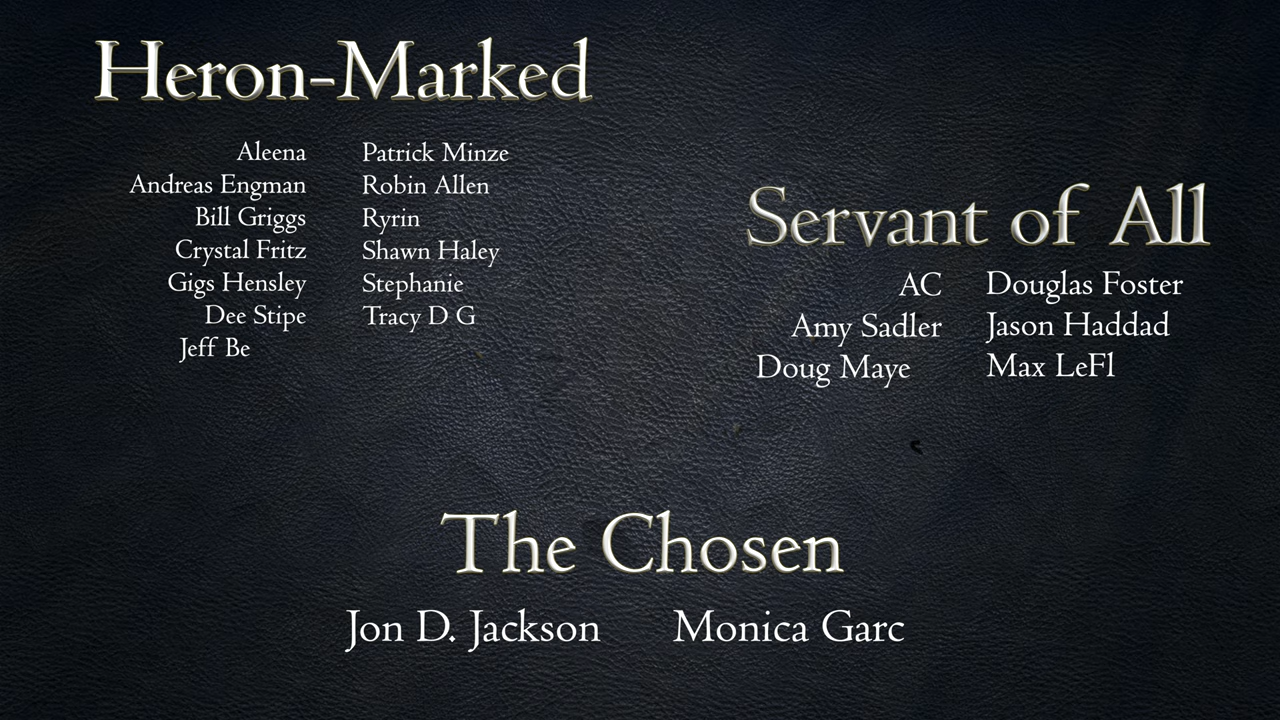 Heron-Marked
Aleena
Andreas Engman
Bill Griggs
Crystal Fritz
Gigs Hensley
Dee Stipe
Jeff Be
Patrick Minze
Robin Allen
Ryrin
Shawn Haley
Stephanie
Tracy D G
Servant of All
AC
Amy Sadler
Doug Maye
Douglas Foster
Jason Haddad
Max LeFl
The Chosen
Jon D. Jackson
Monica Garc